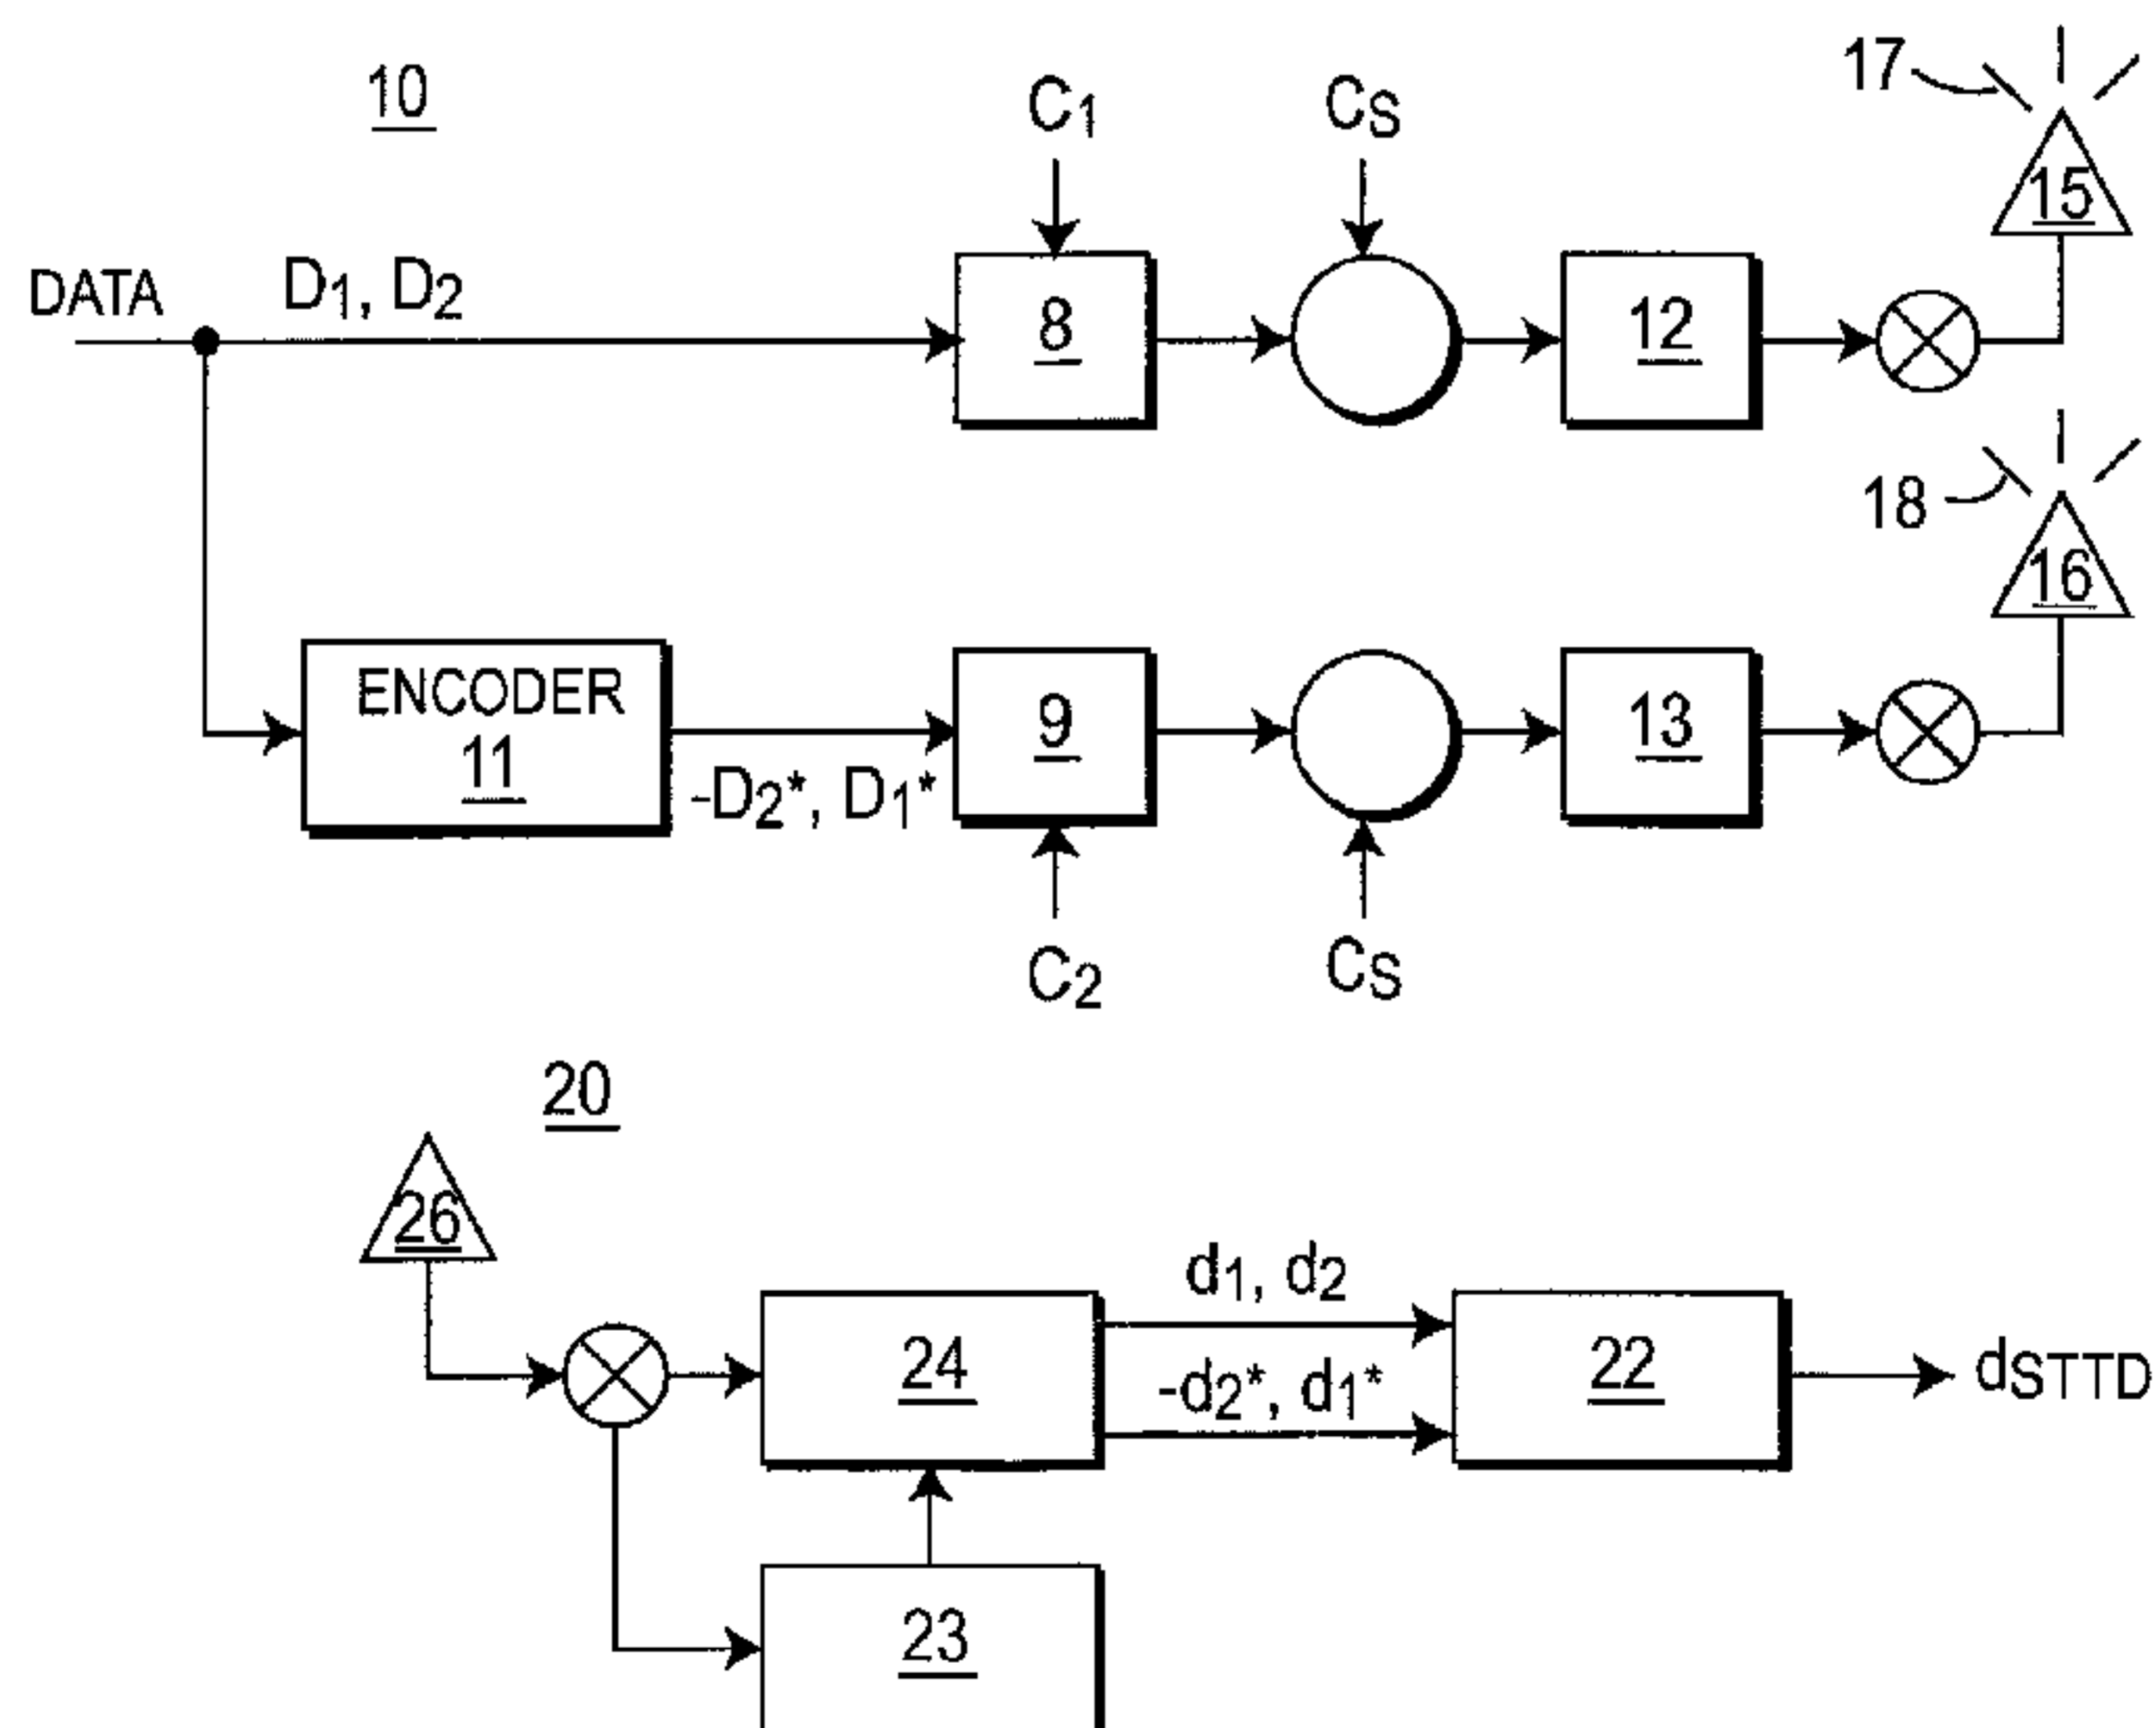 10
C1
CS
17
15
DATA
D1, D2
8
12
18
16
ENCODER
11
-D2*, D1*
9
13
C2
CS
20
26
d1, d2
24
-d2*, d1*
22
dSTTD
23